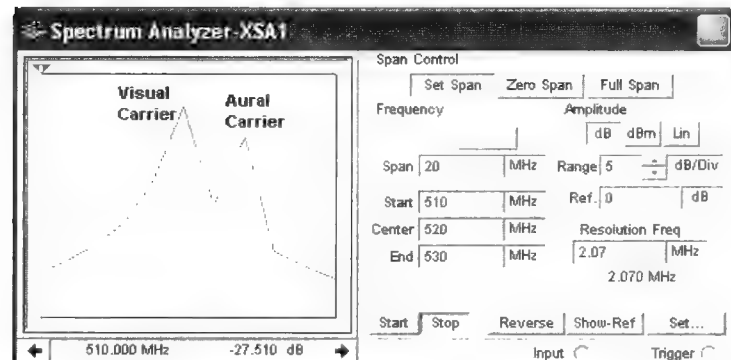 Spectrum Analyzer-XSA1
Visual
Carrier
Aural
Carrier
510.000 MHz -27.510 dB
Span Control
Set Span Zero Span Full Span
Frequency Amplitude
dB dBm Lin
Span 20 MHz Range 5 dB/Div
Start 510 MHz Ref. 0 dB
Center 520 MHz Resolution Freq
End 530 MHz 2.07 MHz
2.070 MHz
Start Stop Reverse Show-Ref Set...
Input Trigger